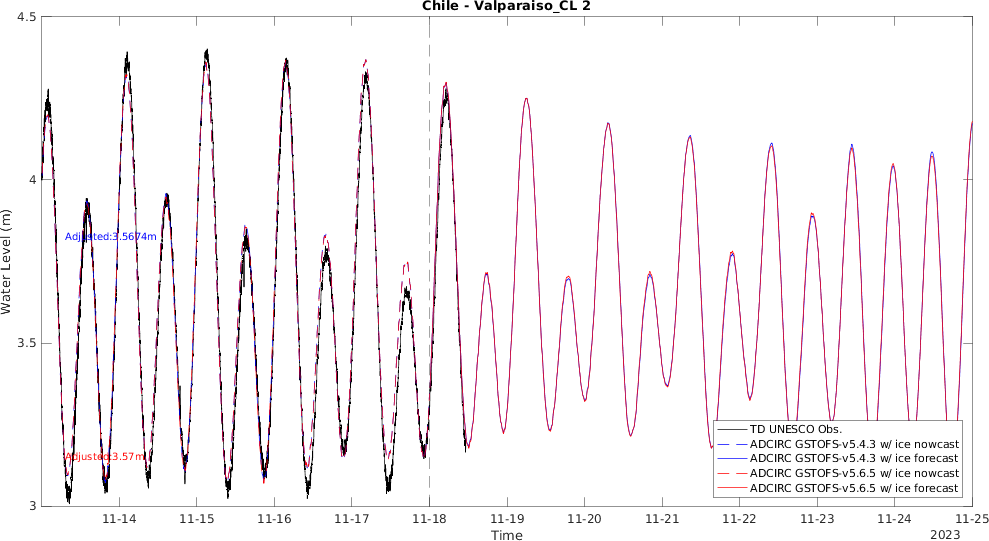 Chile - Valparaiso_CL 2
4.5
4
3.5
3
Water Level (m)
Adjusted:3.5674m
Adjusted:3.57m
TD UNESCO Obs.
ADCIRC GSTOFS-v5.4.3 w/ ice nowcast
ADCIRC GSTOFS-v5.4.3 w/ ice forecast
ADCIRC GSTOFS-v5.6.5 w/ ice nowcast
ADCIRC GSTOFS-v5.6.5 w/ ice forecast
11-14 11-15 11-16 11-17 11-18 11-19 11-20 11-21 11-22 11-23 11-24 11-25
Time
2023